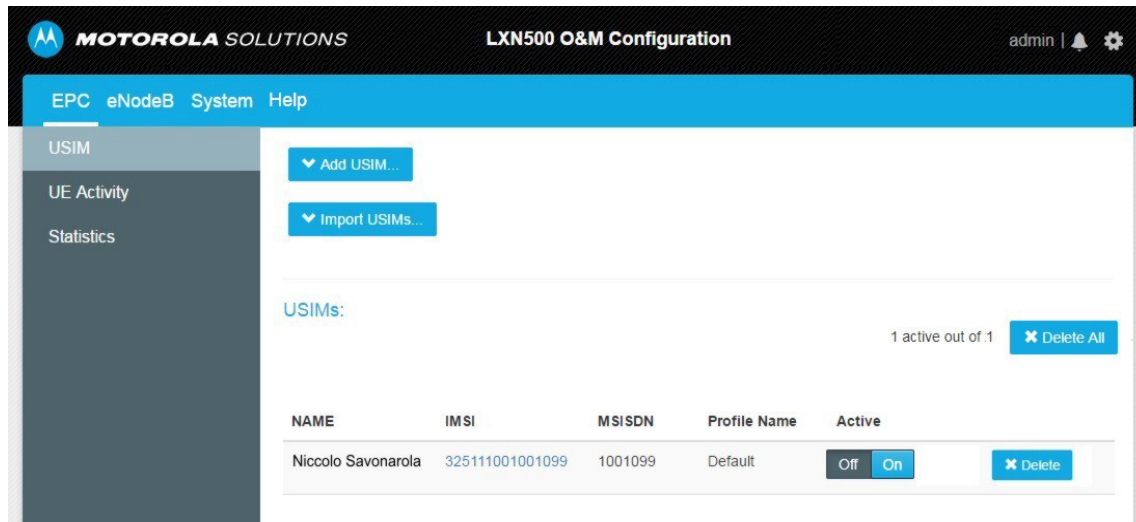 MOTOROLA SOLUTIONS LXN500 O&M Configuration admin |
EPC eNodeB System Help
USIM
UE Activity
Statistics
Add USIM...
Import USIMs...
USIMs:
1 active out of :1 Delete All
NAME IMSI MSISDN Profile Name Active
Niccolo Savonarola 325111001001099 1001099 Default Off On Delete